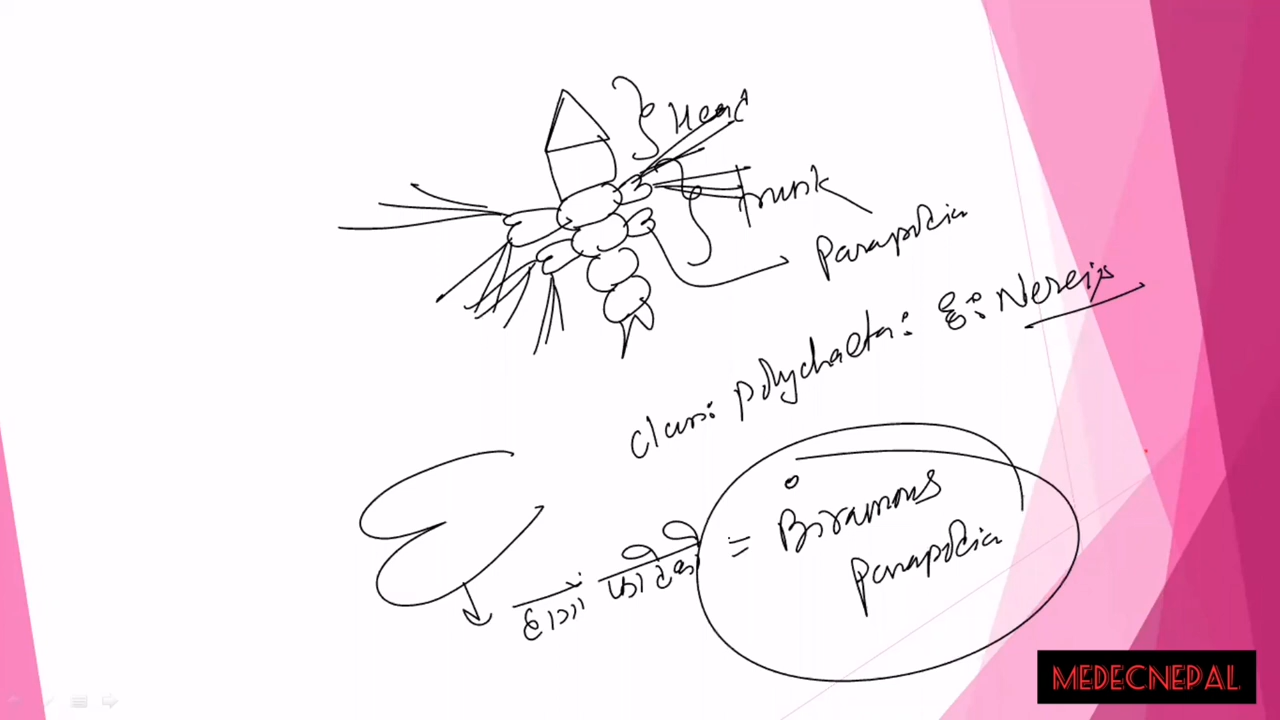 Head
Trunk
Parapodia
class: polychaeta: Eg: Nereis
= Biramous
parapodia
MEDECNEPAL